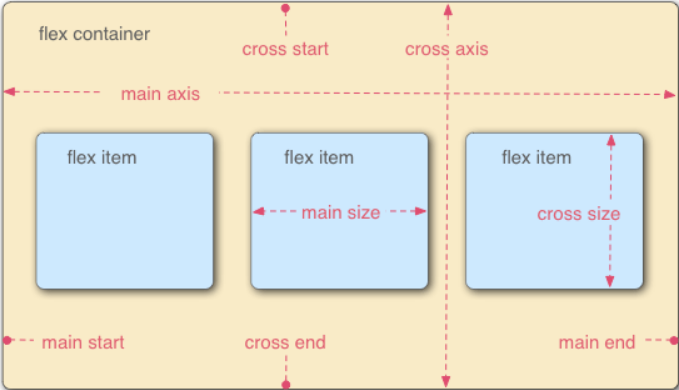 flex container
cross start
cross axis
main axis
flex item
flex item
flex item
main size
cross size
main start
cross end
main end